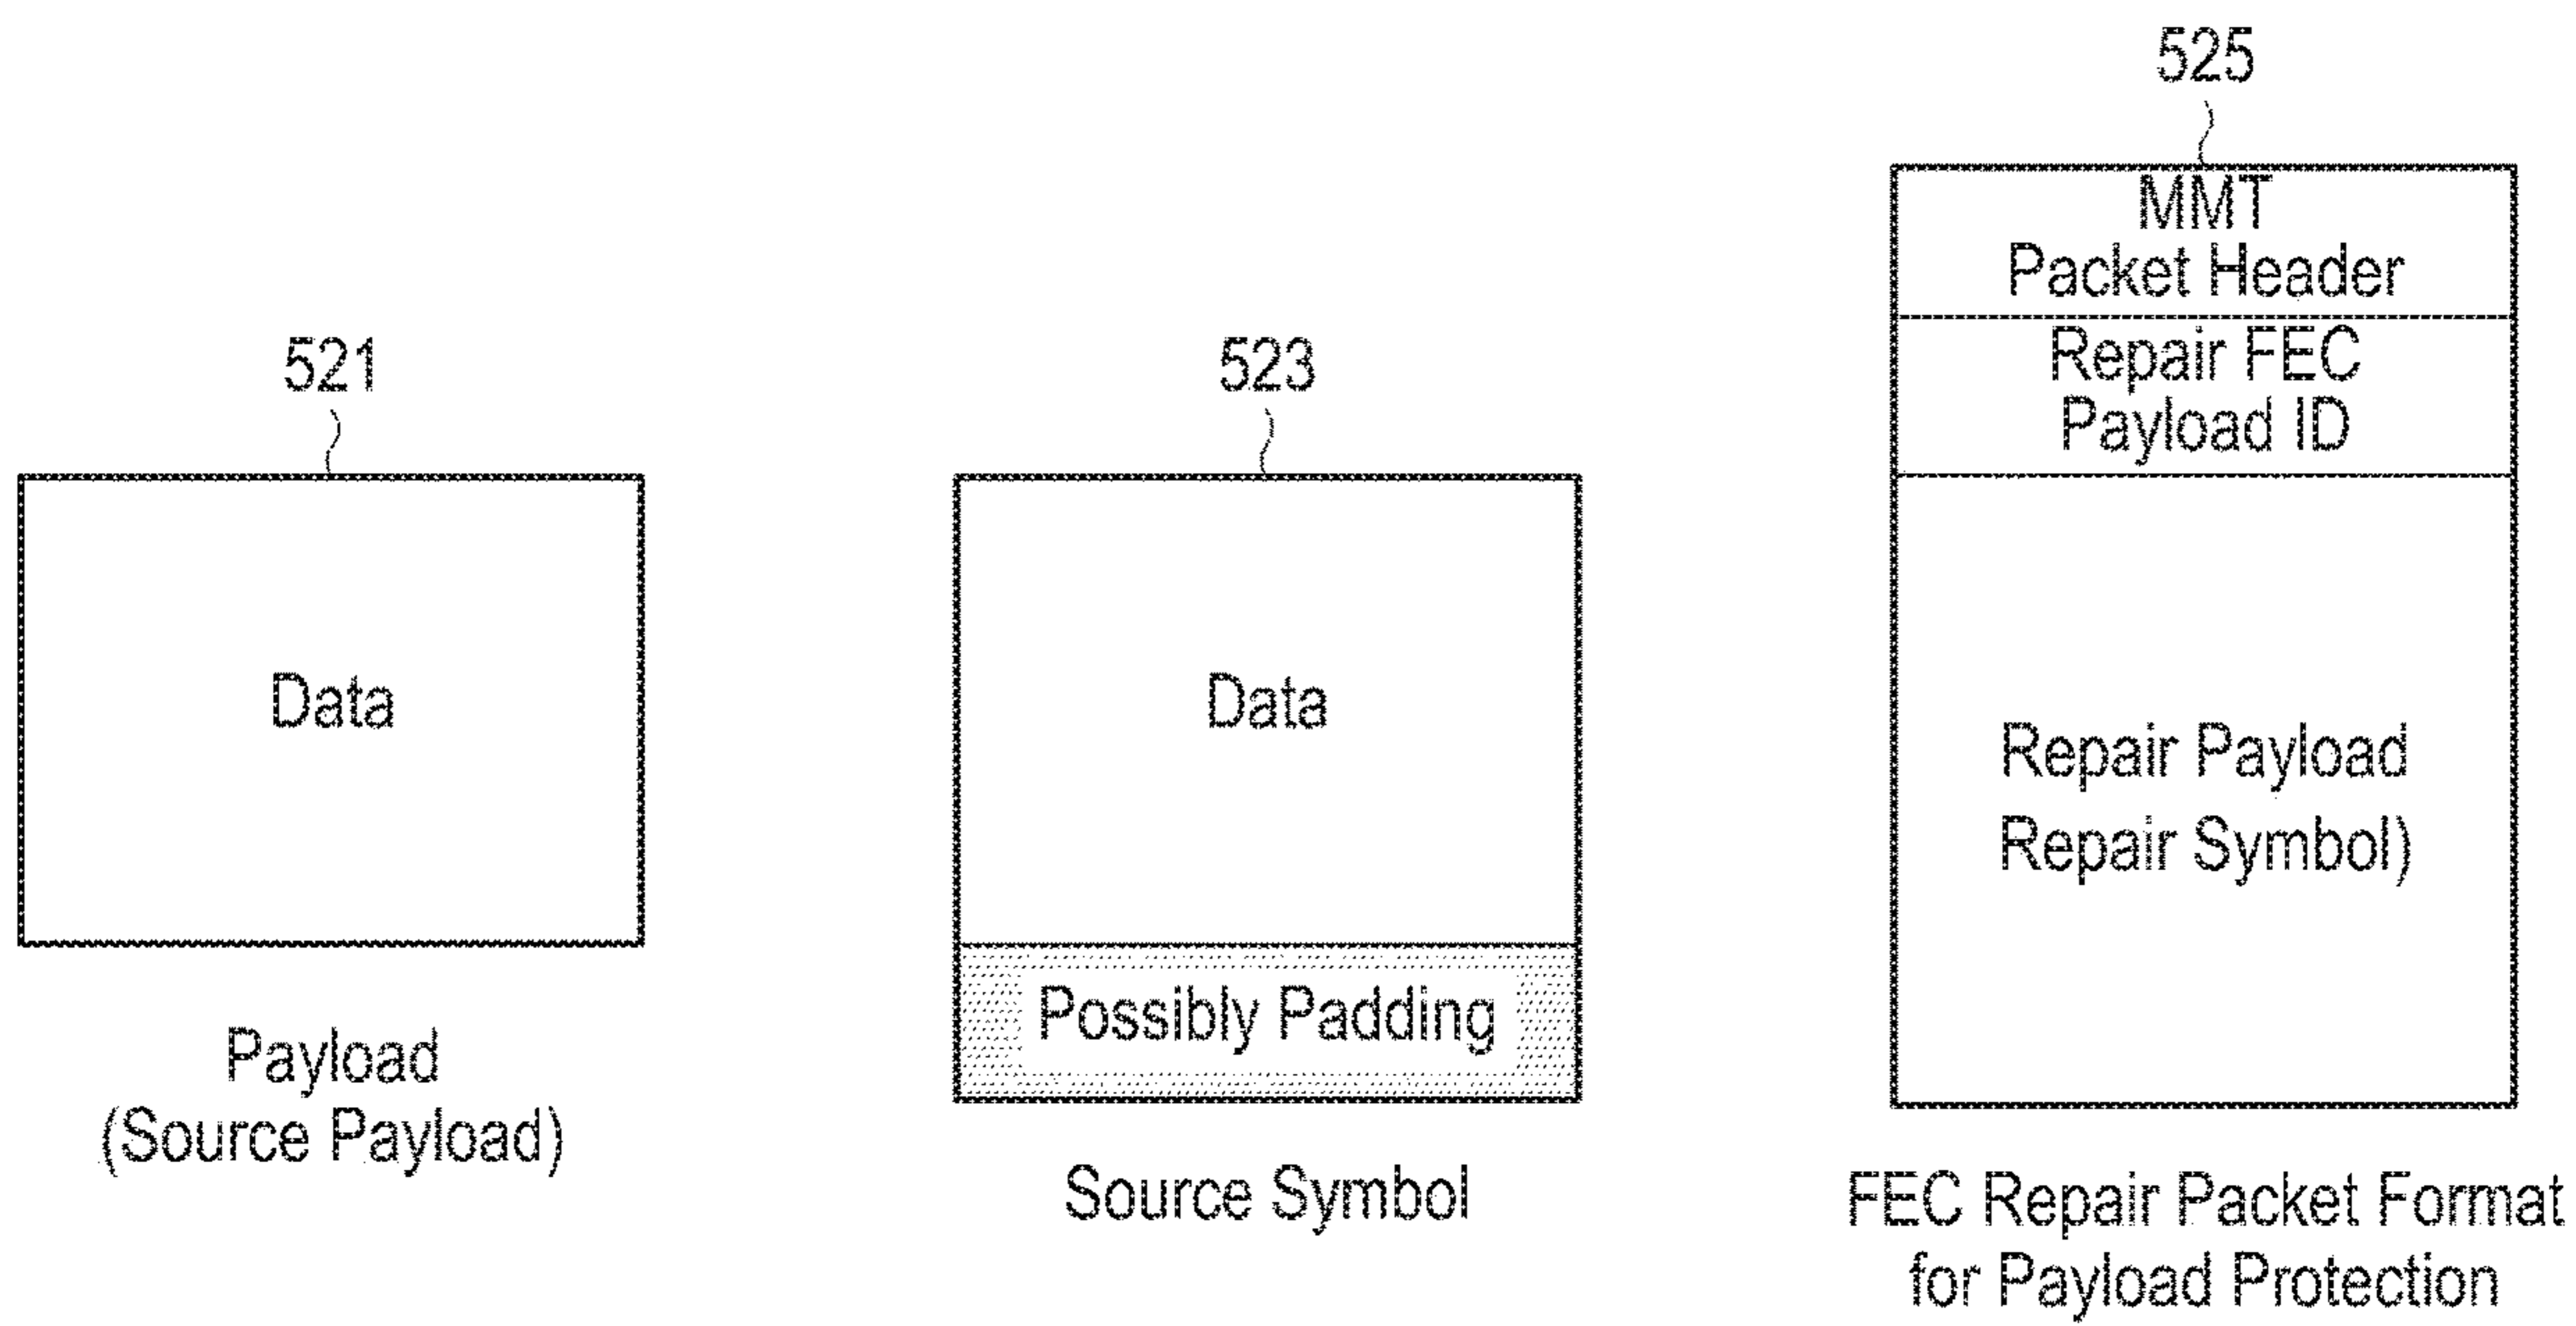 525
MMT
Packet Header
Repair FEC
Payload ID
521
523
Data
Data
Repair Payload
Repair Symbol)
Possibly Padding
Payload
(Source Payload)
Source Symbol
FEC Repair Packet Format
for Payload Protection